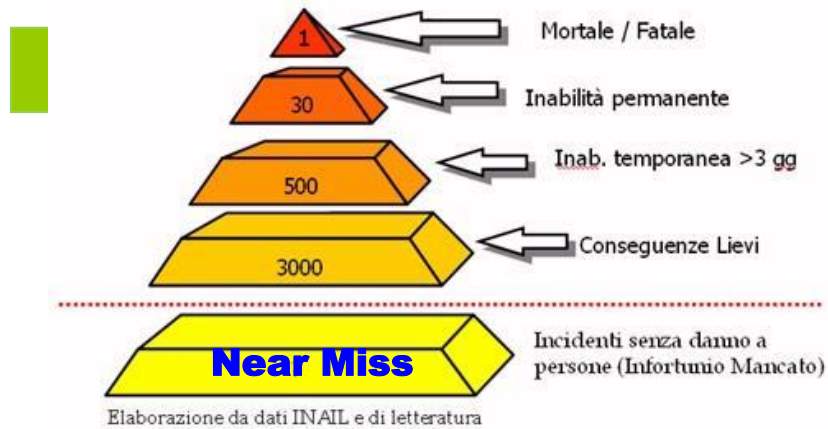 1
Mortale / Fatale
30
Inabilità permanente
500
Inab. temporanea >3 gg
3000
Conseguenze Lievi
Near Miss
Incidenti senza danno a
persone (Infortunio Mancato)
Elaborazione da dati INAIL e di letteratura